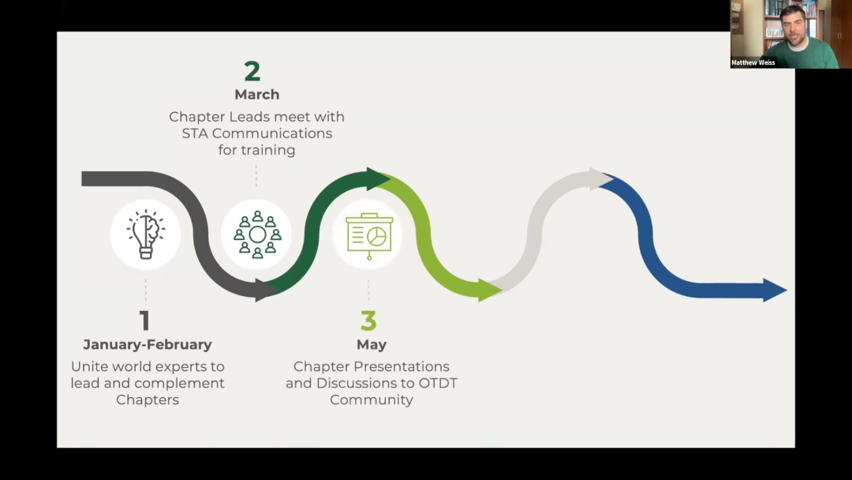 Matthew Weiss
2
March
Chapter Leads meet with
STA Communications
for training
1
January-February
Unite world experts to
lead and complement
Chapters
3
May
Chapter Presentations
and Discussions to OTDT
Community